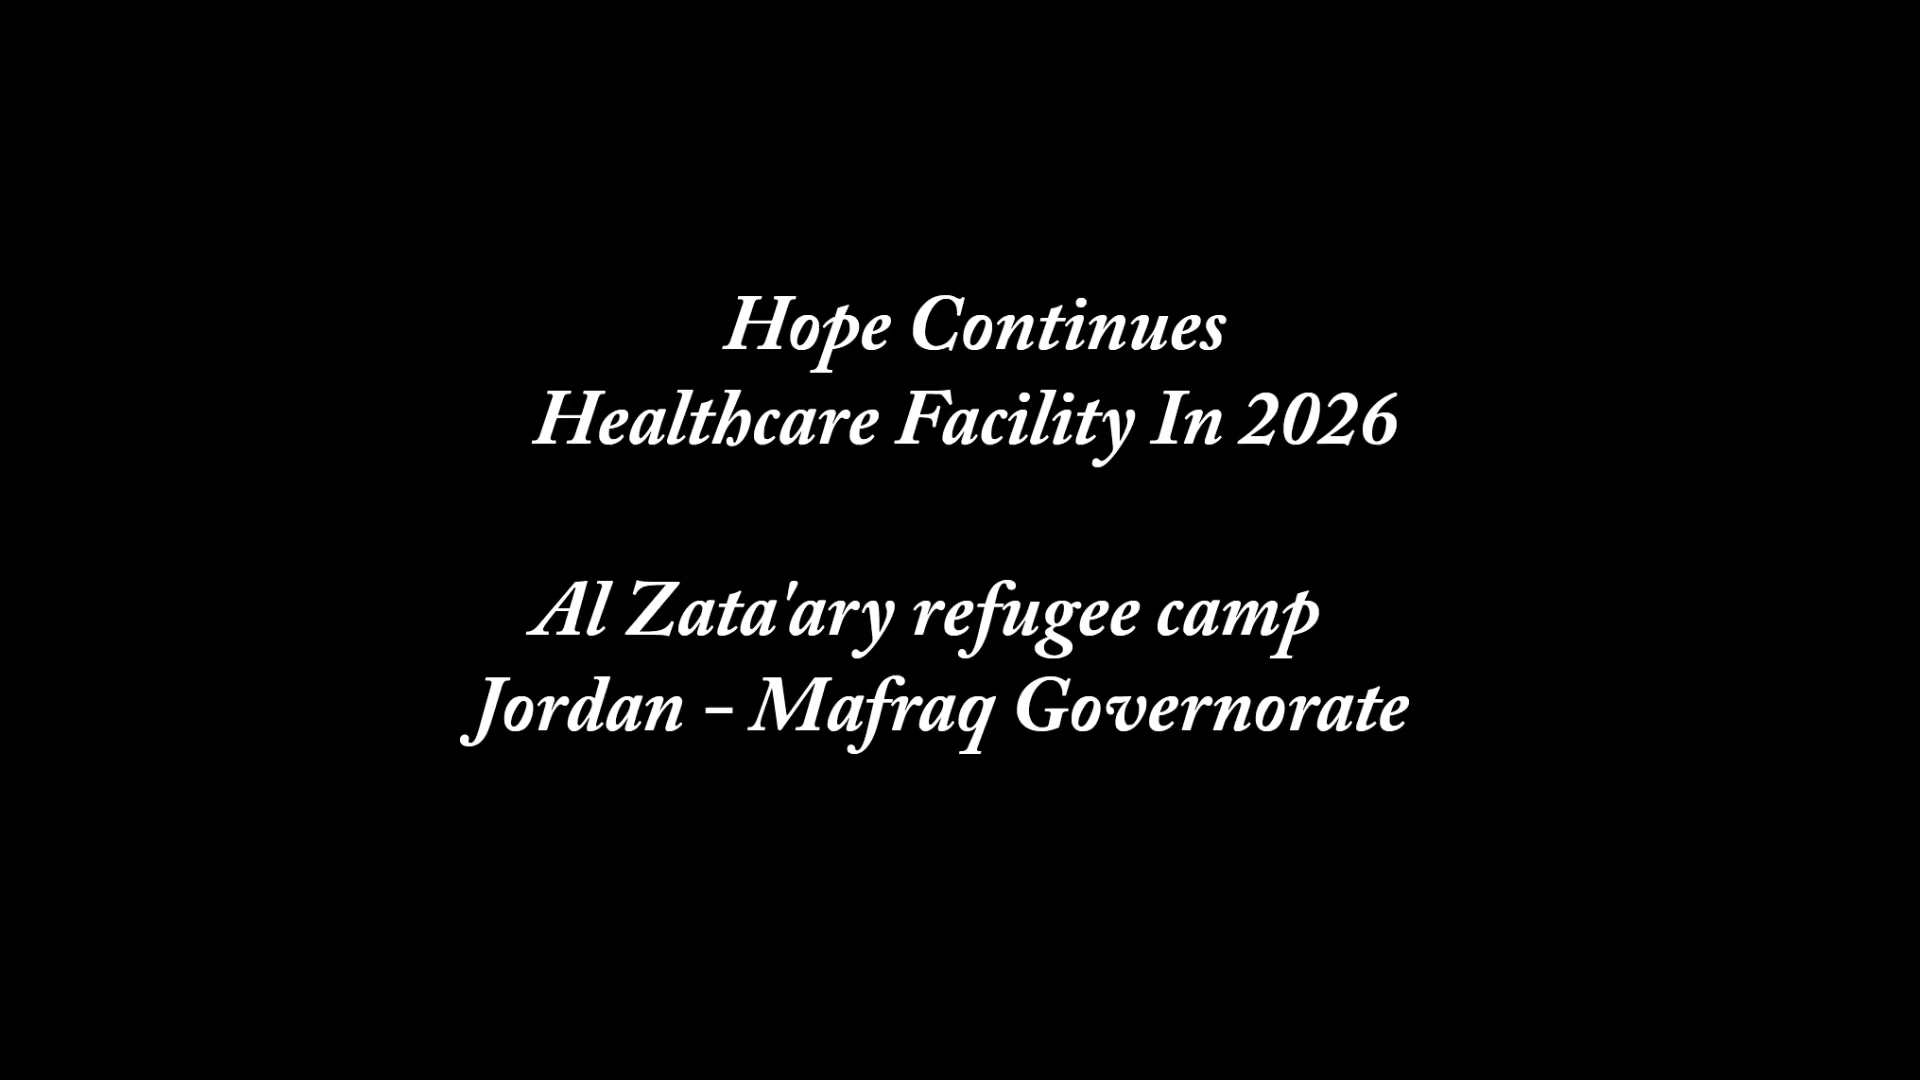 Hope Continues
Healthcare Facility In 2026
Al Zata'ary refugee camp
Jordan - Mafraq Governorate